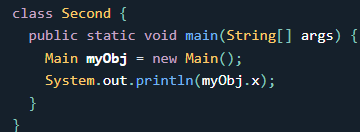 class Second {
  public static void main(String[] args) {
    Main myObj = new Main();
    System.out.println(myObj.x);
  }
}